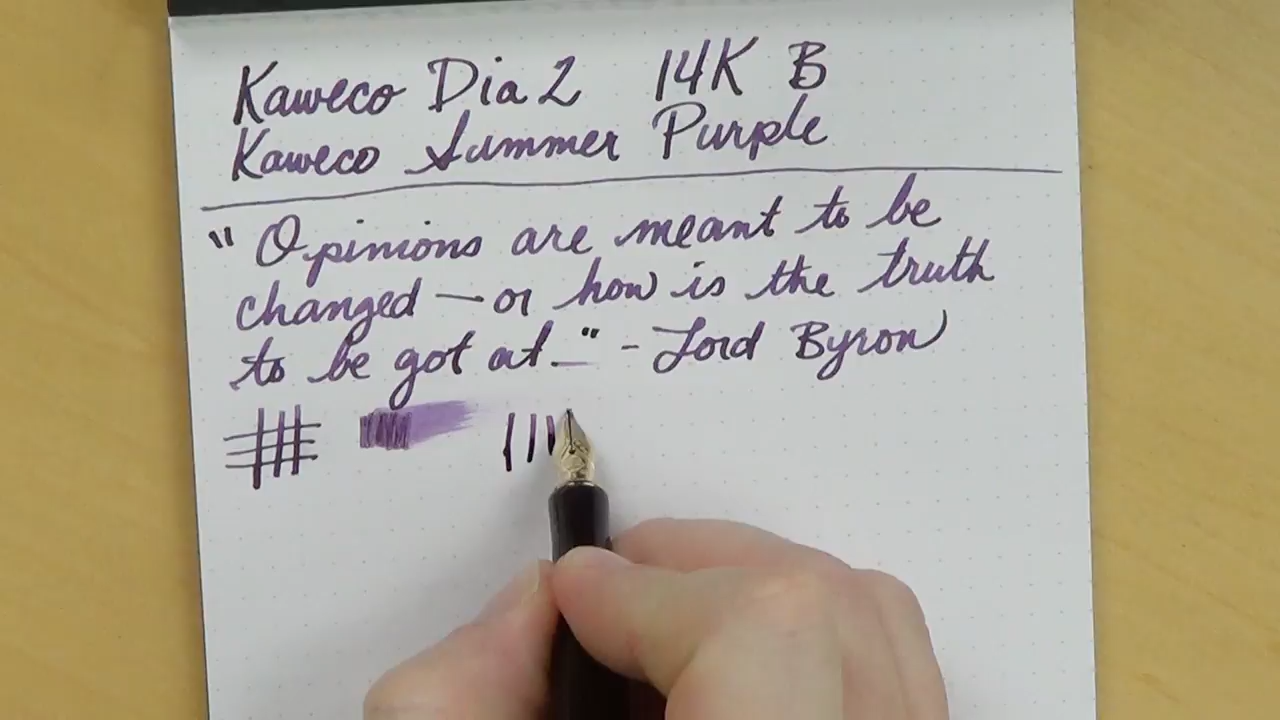 Kaweco Dia 2 14K B
Kaweco Summer Purple
"Opinions are meant to be
changed — or how is the truth
to be got at_" - Lord Byron